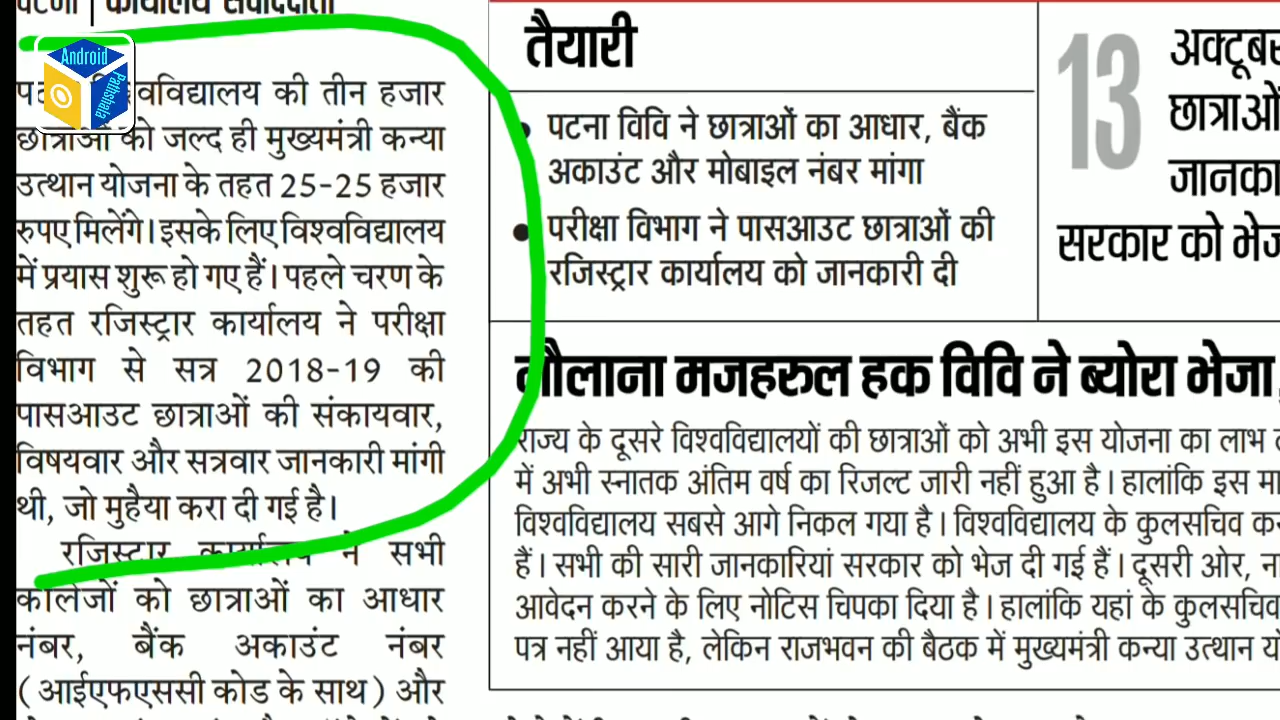 पटना | कार्यालय संवाददाता
Android
Pathshala
विश्वविद्यालय की तीन हजार
छात्राओं को जल्द ही मुख्यमंत्री कन्या
उत्थान योजना के तहत 25-25 हजार
रुपए मिलेंगे। इसके लिए विश्वविद्यालय
में प्रयास शुरू हो गए हैं। पहले चरण के
तहत रजिस्ट्रार कार्यालय ने परीक्षा
विभाग से सत्र 2018-19 की
पासआउट छात्राओं की संकायवार,
विषयवार और सत्रवार जानकारी मांगी
थी, जो मुहैया करा दी गई है।
रजिस्ट्रार कार्यालय ने सभी
कॉलेजों को छात्राओं का आधार
नंबर, बैंक अकाउंट नंबर
(आईएफएससी कोड के साथ) और
तैयारी
• पटना विवि ने छात्राओं का आधार, बैंक
अकाउंट और मोबाइल नंबर मांगा
• परीक्षा विभाग ने पासआउट छात्राओं की
रजिस्ट्रार कार्यालय को जानकारी दी
13
अक्टूबर
छात्राओं
जानका
सरकार को भेज
मौलाना मजहरुल हक विवि ने ब्योरा भेजा,
राज्य के दूसरे विश्वविद्यालयों की छात्राओं को अभी इस योजना का लाभ
में अभी स्नातक अंतिम वर्ष का रिजल्ट जारी नहीं हुआ है। हालांकि इस मा
विश्वविद्यालय सबसे आगे निकल गया है। विश्वविद्यालय के कुलसचिव क
हैं। सभी की सारी जानकारियां सरकार को भेज दी गई हैं। दूसरी ओर, ना
आवेदन करने के लिए नोटिस चिपका दिया है। हालांकि यहां के कुलसचिव
पत्र नहीं आया है, लेकिन राजभवन की बैठक में मुख्यमंत्री कन्या उत्थान यो